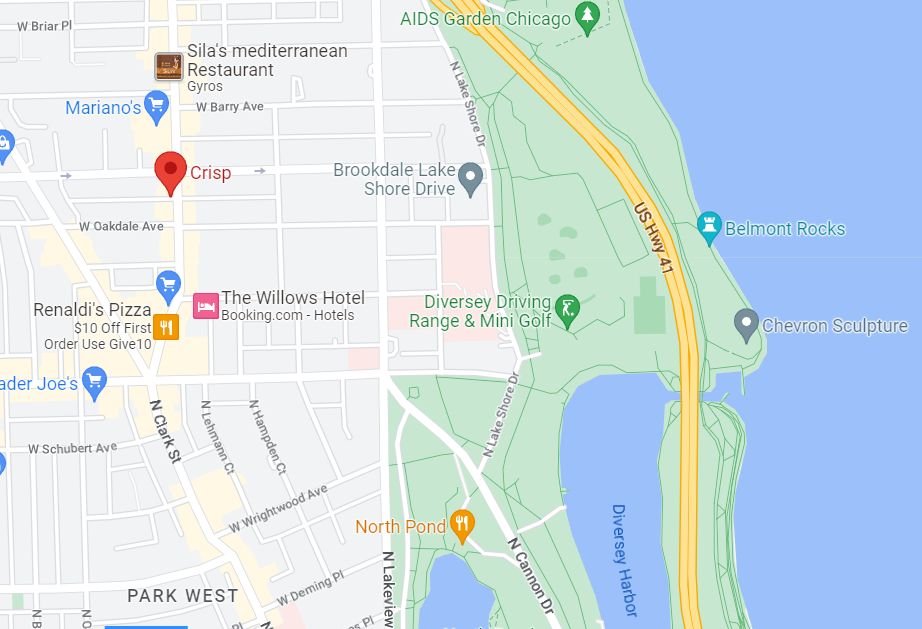 AIDS Garden Chicago
W Briar Pl
Sila's mediterranean
Restaurant
Gyros
N Lake Shore Dr
Mariano's
W Barry Ave
Crisp
Brookdale Lake
Shore Drive
W Oakdale Ave
US Hwy 41
Belmont Rocks
The Willows Hotel
Booking.com - Hotels
Renaldi's Pizza
$10 Off First
Order Use Give10
Diversey Driving
Range & Mini Golf
Chevron Sculpture
ader Joe's
N Clark St
N Lehmann Ct
N Hampden Ct
N Lake Shore Dr
W Schubert Ave
W Wrightwood Ave
North Pond
Diversey Harbor
N Cannon Dr
N Lakeview
W Deming Pl
PARK WEST